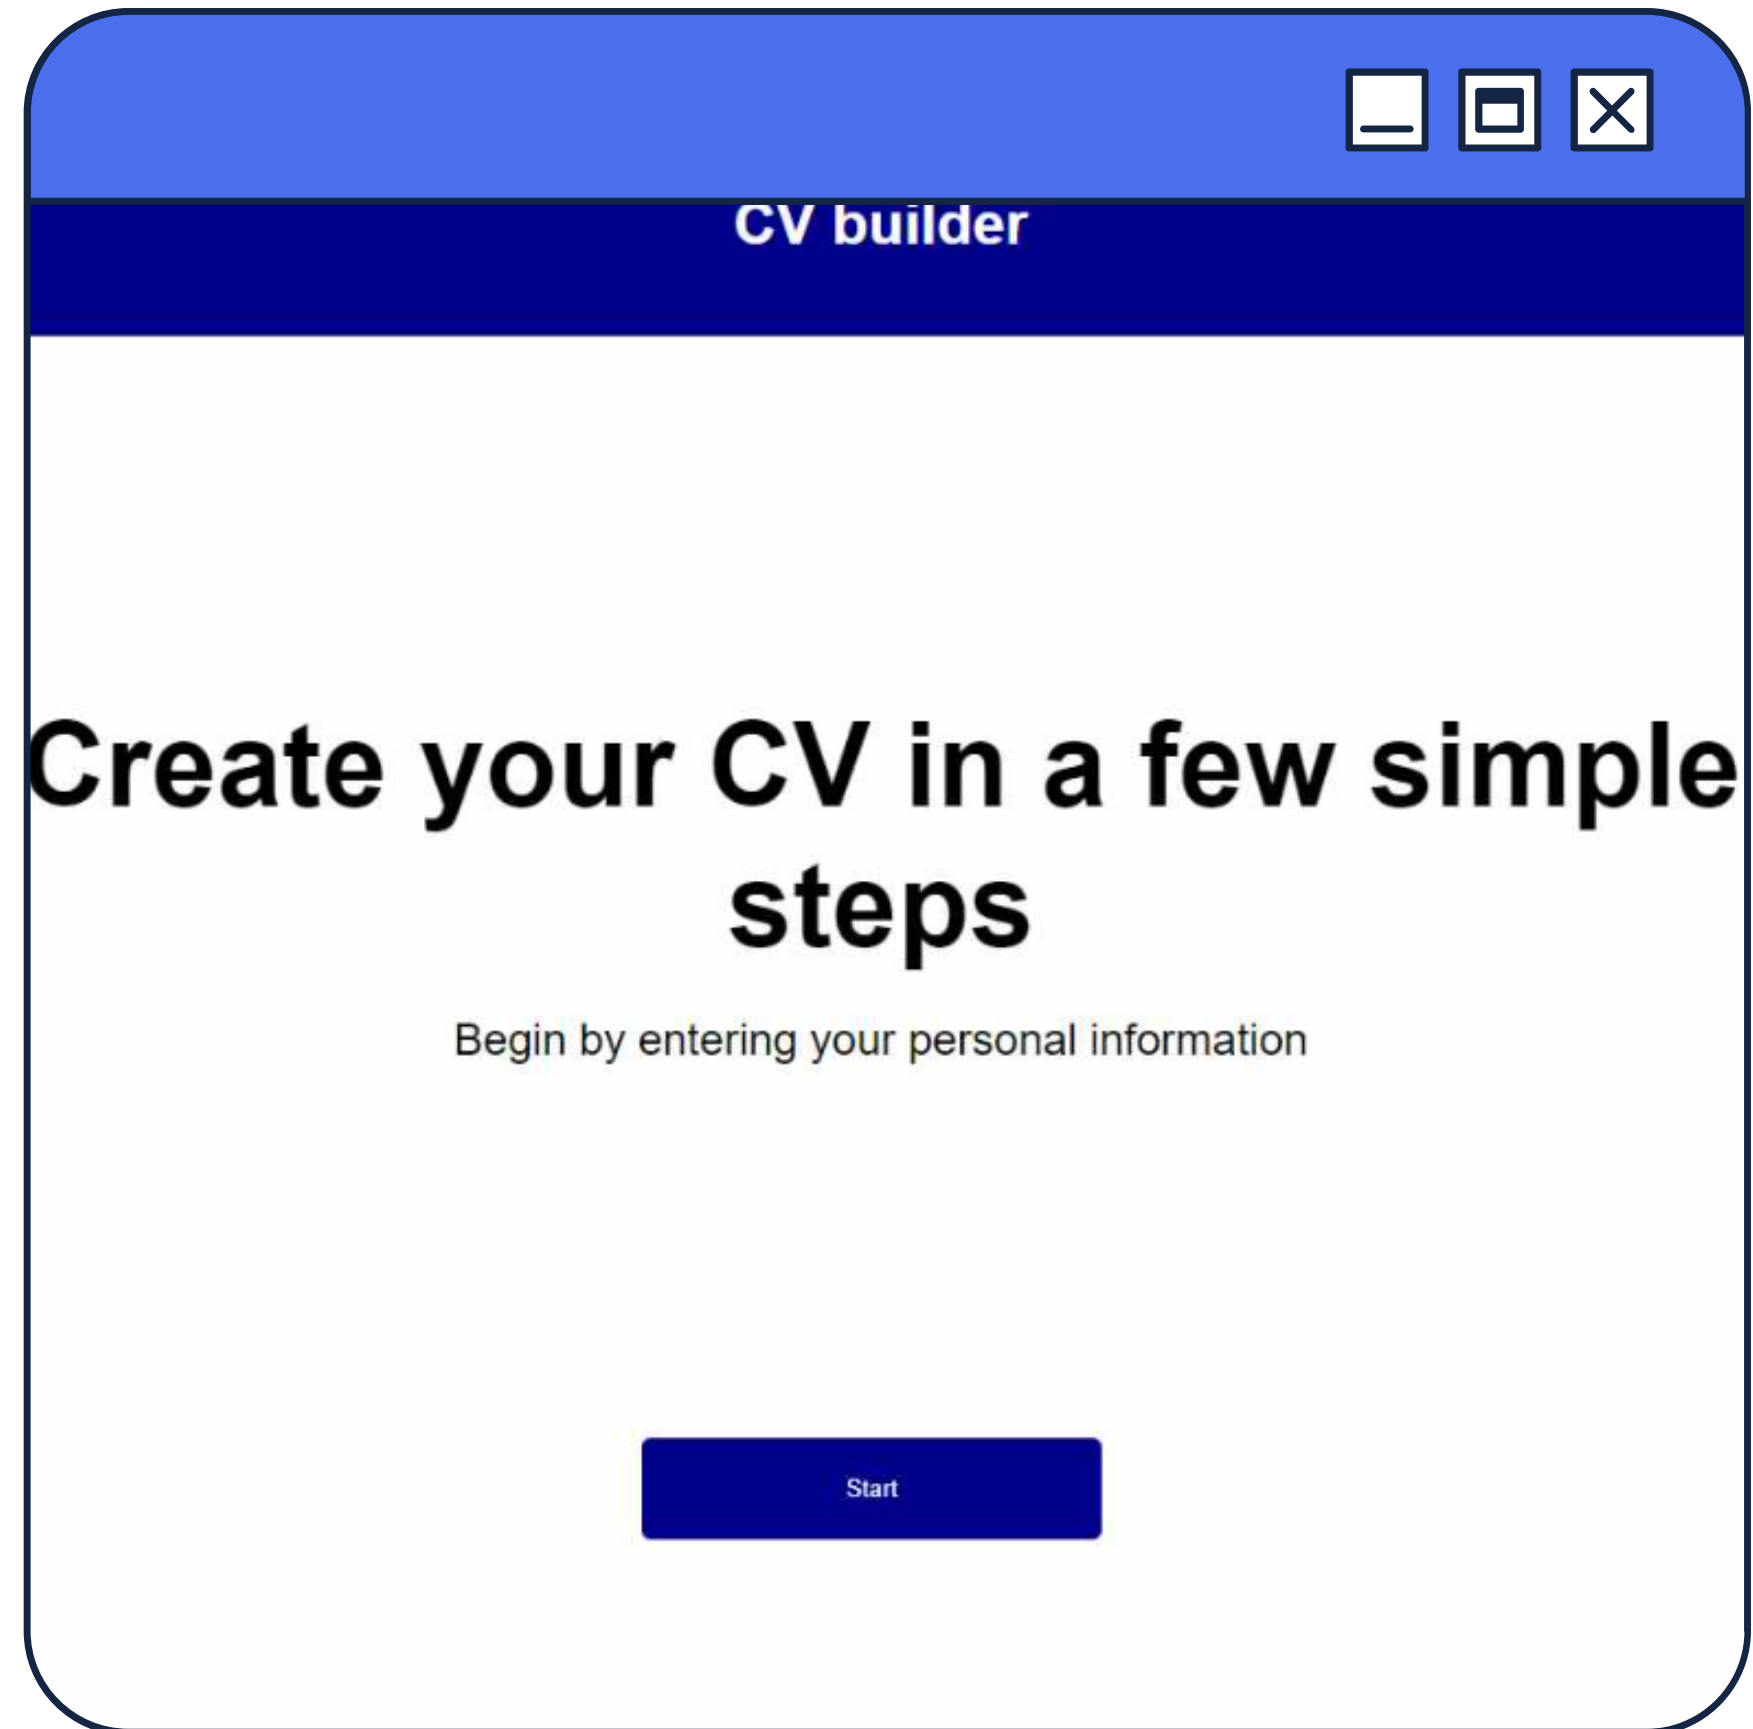 CV builder
Create your CV in a few simple
steps
Begin by entering your personal information
Start